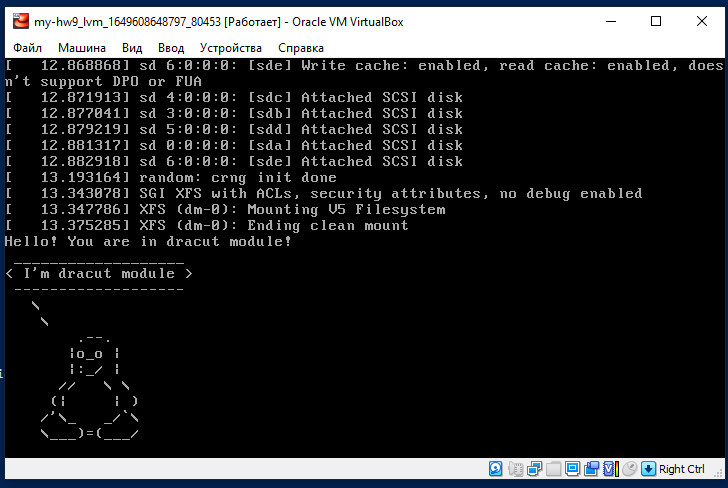 my-hw9_lvm_1649608648797_80453 [Работает] - Oracle VM VirtualBox
Файл Машина Вид Ввод Устройства Справка
[   12.868868] sd 6:0:0:0: [sde] Write cache: enabled, read cache: enabled, does
n't support DPO or FUA
[   12.871913] sd 4:0:0:0: [sdc] Attached SCSI disk
[   12.877041] sd 3:0:0:0: [sdb] Attached SCSI disk
[   12.879219] sd 5:0:0:0: [sdd] Attached SCSI disk
[   12.881317] sd 0:0:0:0: [sda] Attached SCSI disk
[   12.882918] sd 6:0:0:0: [sde] Attached SCSI disk
[   13.193164] random: crng init done
[   13.343078] SGI XFS with ACLs, security attributes, no debug enabled
[   13.347786] XFS (dm-0): Mounting V5 Filesystem
[   13.375285] XFS (dm-0): Ending clean mount
Hello! You are in dracut module!
 ___________________
< I'm dracut module >
 -------------------
   \
    \
        .--.
       |o_o |
       |:_/ |
      //   \ \
     (|     | )
    /'\_   _/`\
    \___)=(___/
Right Ctrl